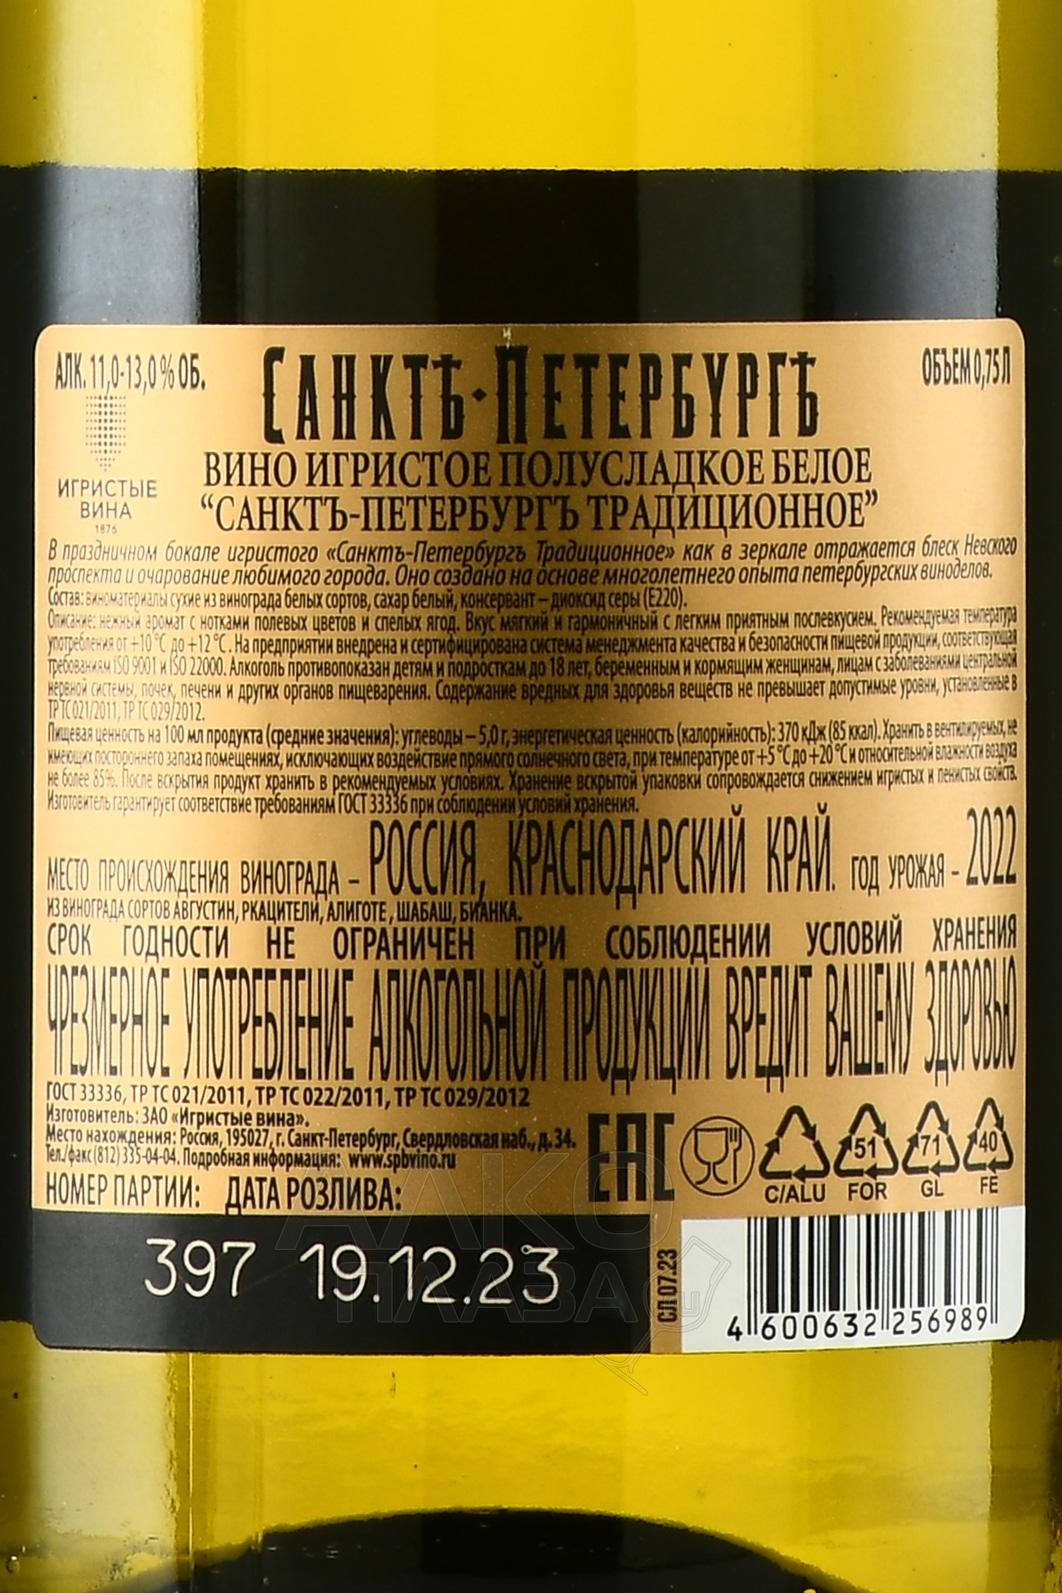 АЛК. 11,0-13,0 % ОБ.
САНКТЪ·ПЕТЕРБУРГЪ
ОБЪЕМ 0,75 Л
ИГРИСТЫЕ
ВИНА
1876
ВИНО ИГРИСТОЕ ПОЛУСЛАДКОЕ БЕЛОЕ
“САНКТЪ-ПЕТЕРБУРГЪ ТРАДИЦИОННОЕ”
В праздничном бокале игристого «Санктъ-Петербургъ Традиционное» как в зеркале отражается блеск Невского
проспекта и очарование любимого города. Оно создано на основе многолетнего опыта петербургских виноделов.
Состав: виноматериалы сухие из винограда белых сортов, сахар белый, консервант – диоксид серы (Е220).
Описание: нежный аромат с нотками полевых цветов и спелых ягод. Вкус мягкий и гармоничный с легким приятным послевкусием. Рекомендуемая температура
употребления от +10 °С до +12 °С. На предприятии внедрена и сертифицирована система менеджмента качества и безопасности пищевой продукции, соответствующая
требованиям ISO 9001 и ISO 22000. Алкоголь противопоказан детям и подросткам до 18 лет, беременным и кормящим женщинам, лицам с заболеваниями центральной
нервной системы, почек, печени и других органов пищеварения. Содержание вредных для здоровья веществ не превышает допустимые уровни, установленные в
ТР ТС 021/2011, ТР ТС 029/2012.
Пищевая ценность на 100 мл продукта (средние значения): углеводы – 5,0 г, энергетическая ценность (калорийность): 370 кДж (85 ккал). Хранить в вентилируемых, не
имеющих постороннего запаха помещениях, исключающих воздействие прямого солнечного света, при температуре от +5 °С до +20 °С и относительной влажности воздуха
не более 85%. После вскрытия продукт хранить в рекомендуемых условиях. Хранение вскрытой упаковки сопровождается снижением игристых и пенистых свойств.
Изготовитель гарантирует соответствие требованиям ГОСТ 33336 при соблюдении условий хранения.
МЕСТО ПРОИСХОЖДЕНИЯ ВИНОГРАДА – РОССИЯ, КРАСНОДАРСКИЙ КРАЙ. ГОД УРОЖАЯ – 2022
ИЗ ВИНОГРАДА СОРТОВ АВГУСТИН, РКАЦИТЕЛИ, АЛИГОТЕ, ШАБАШ, БИАНКА.
СРОК ГОДНОСТИ НЕ ОГРАНИЧЕН ПРИ СОБЛЮДЕНИИ УСЛОВИЙ ХРАНЕНИЯ
ЧРЕЗМЕРНОЕ УПОТРЕБЛЕНИЕ АЛКОГОЛЬНОЙ ПРОДУКЦИИ ВРЕДИТ ВАШЕМУ ЗДОРОВЬЮ
ГОСТ 33336, ТР ТС 021/2011, ТР ТС 022/2011, ТР ТС 029/2012
Изготовитель: ЗАО «Игристые вина».
Место нахождения: Россия, 195027, г. Санкт-Петербург, Свердловская наб., д. 34.
Тел./факс (812) 335-04-04. Подробная информация: www.spbvino.ru
НОМЕР ПАРТИИ: ДАТА РОЗЛИВА:
EAC
C/ALU
51
FOR
71
GL
40
FE
397 19.12.23
СП 07.23
4 600632 256989
АЛКО
ПЛАЗА